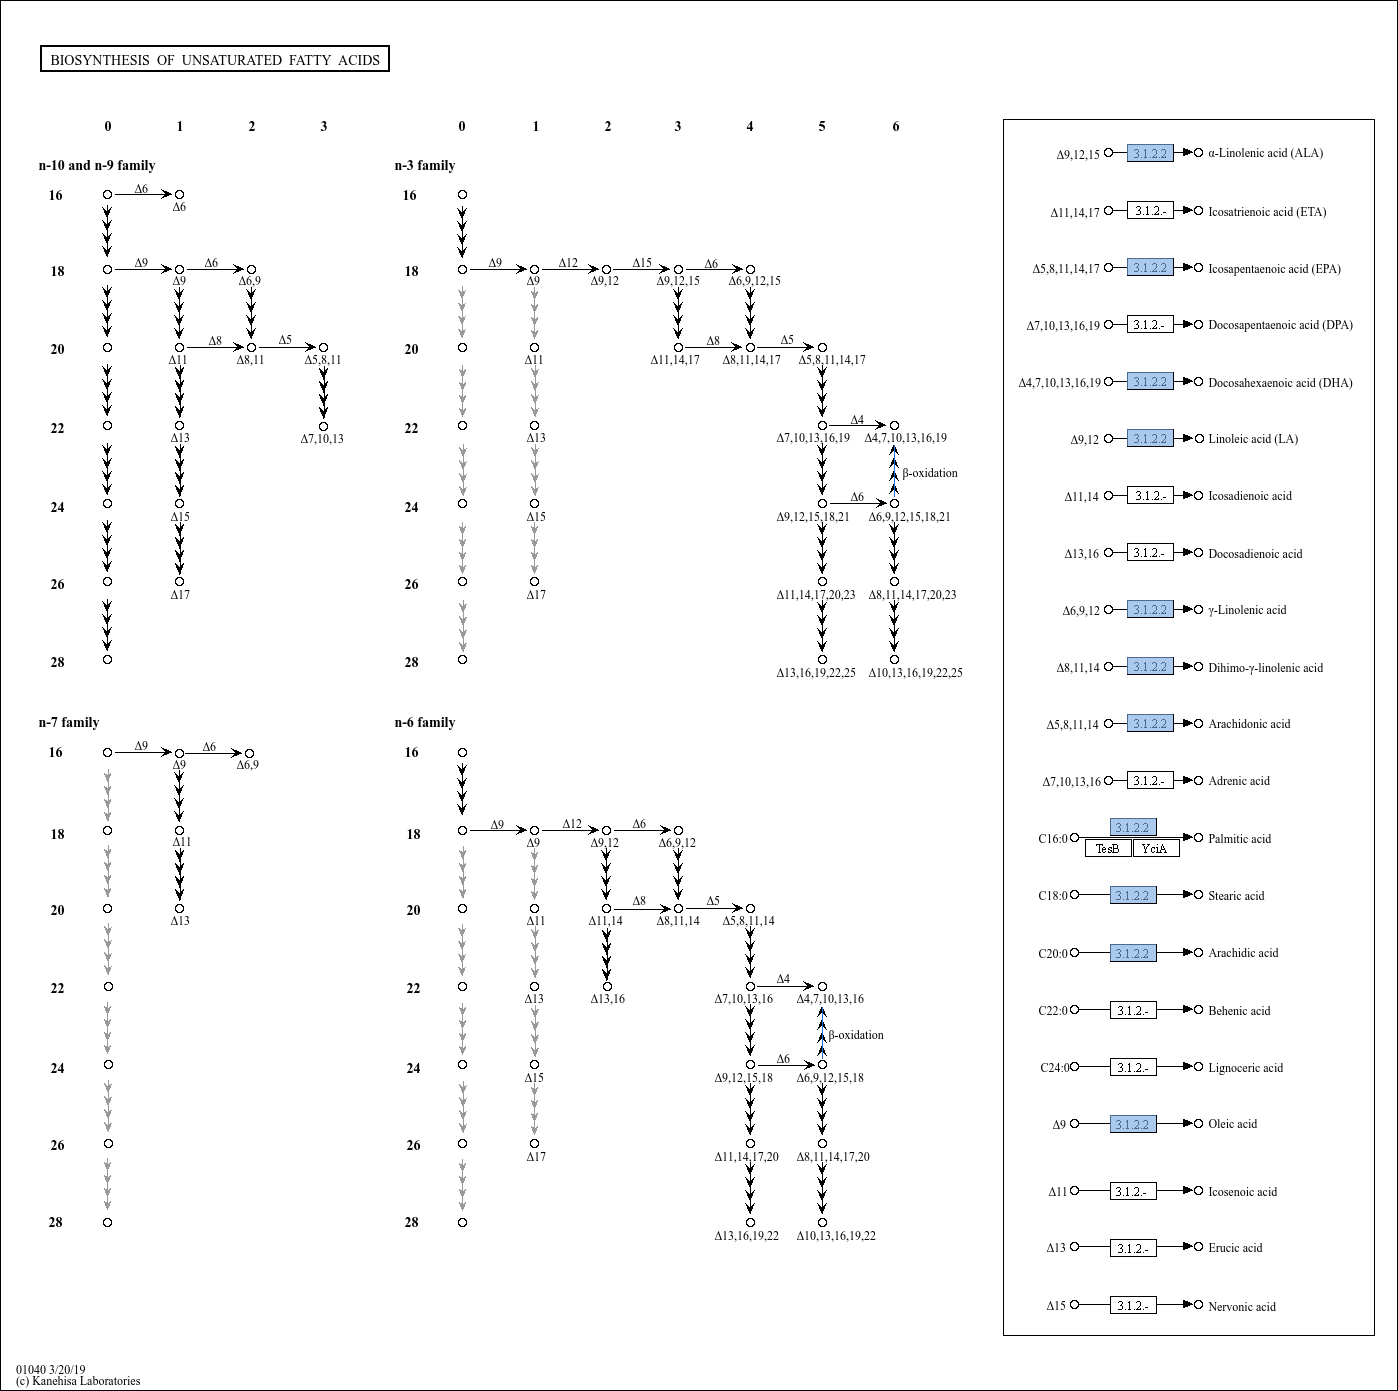 BIOSYNTHESIS OF UNSATURATED FATTY ACIDS
0 1 2 3
0 1 2 3 4 5 6
n-10 and n-9 family
16
Δ6
Δ6
18
Δ9 Δ6
Δ9 Δ6,9
20
Δ8 Δ5
Δ11 Δ8,11 Δ5,8,11
22
Δ13 Δ7,10,13
24
Δ15
26
Δ17
28
n-3 family
16
18
Δ9 Δ12 Δ15 Δ6
Δ9 Δ9,12 Δ9,12,15 Δ6,9,12,15
20
Δ8 Δ5
Δ11 Δ11,14,17 Δ8,11,14,17 Δ5,8,11,14,17
22
Δ4
Δ13 Δ7,10,13,16,19 Δ4,7,10,13,16,19
β-oxidation
24
Δ6
Δ15 Δ9,12,15,18,21 Δ6,9,12,15,18,21
26
Δ17 Δ11,14,17,20,23 Δ8,11,14,17,20,23
28
Δ13,16,19,22,25 Δ10,13,16,19,22,25
n-7 family
16
Δ9 Δ6
Δ9 Δ6,9
18
Δ11
20
Δ13
22
24
26
28
n-6 family
16
18
Δ9 Δ12 Δ6
Δ9 Δ9,12 Δ6,9,12
20
Δ8 Δ5
Δ11 Δ11,14 Δ8,11,14 Δ5,8,11,14
22
Δ4
Δ13 Δ13,16 Δ7,10,13,16 Δ4,7,10,13,16
β-oxidation
24
Δ6
Δ15 Δ9,12,15,18 Δ6,9,12,15,18
26
Δ17 Δ11,14,17,20 Δ8,11,14,17,20
28
Δ13,16,19,22 Δ10,13,16,19,22
Δ9,12,15 3.1.2.2 α-Linolenic acid (ALA)
Δ11,14,17 3.1.2.- Icosatrienoic acid (ETA)
Δ5,8,11,14,17 3.1.2.2 Icosapentaenoic acid (EPA)
Δ7,10,13,16,19 3.1.2.- Docosapentaenoic acid (DPA)
Δ4,7,10,13,16,19 3.1.2.2 Docosahexaenoic acid (DHA)
Δ9,12 3.1.2.2 Linoleic acid (LA)
Δ11,14 3.1.2.- Icosadienoic acid
Δ13,16 3.1.2.- Docosadienoic acid
Δ6,9,12 3.1.2.2 γ-Linolenic acid
Δ8,11,14 3.1.2.2 Dihimo-γ-linolenic acid
Δ5,8,11,14 3.1.2.2 Arachidonic acid
Δ7,10,13,16 3.1.2.- Adrenic acid
3.1.2.2
C16:0 Palmitic acid
TesB YciA
C18:0 3.1.2.2 Stearic acid
C20:0 3.1.2.2 Arachidic acid
C22:0 3.1.2.- Behenic acid
C24:0 3.1.2.- Lignoceric acid
Δ9 3.1.2.2 Oleic acid
Δ11 3.1.2.- Icosenoic acid
Δ13 3.1.2.- Erucic acid
Δ15 3.1.2.- Nervonic acid
01040 3/20/19
(c) Kanehisa Laboratories